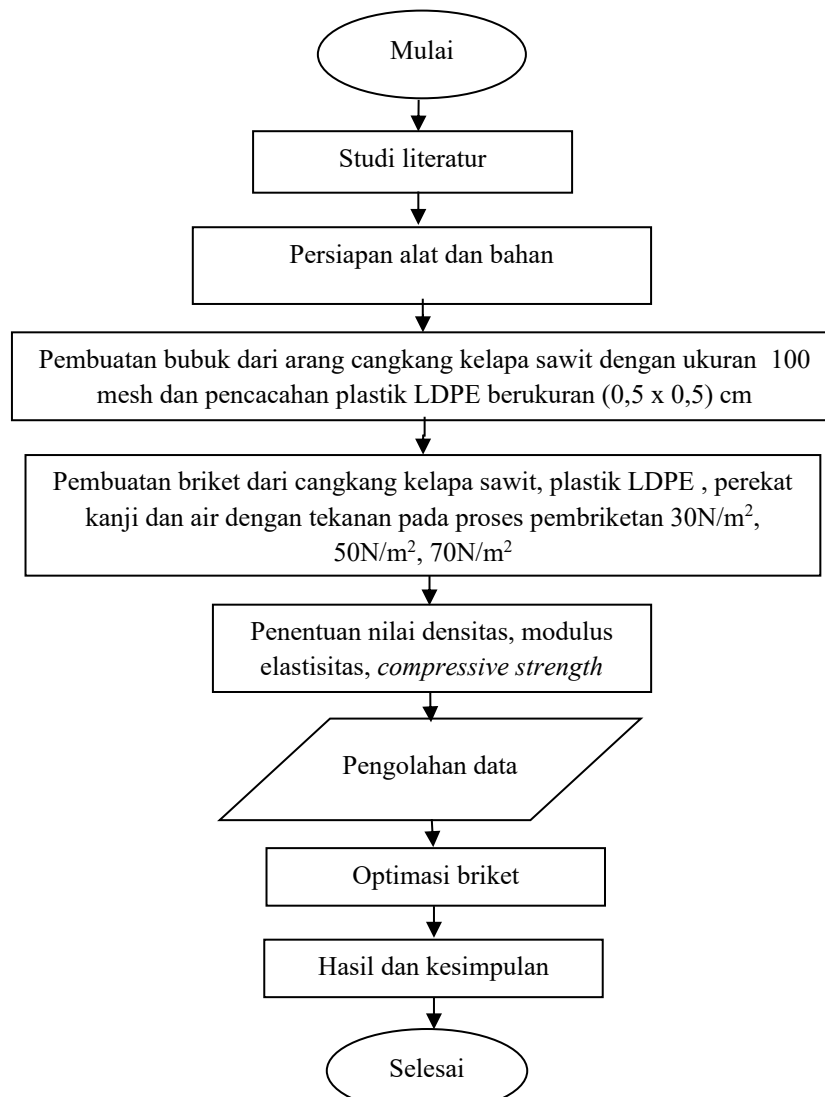 Mulai
Studi literatur
Persiapan alat dan bahan
Pembuatan bubuk dari arang cangkang kelapa sawit dengan ukuran  100
mesh dan pencacahan plastik LDPE berukuran (0,5 x 0,5) cm
Pembuatan briket dari cangkang kelapa sawit, plastik LDPE , perekat
kanji dan air dengan tekanan pada proses pembriketan 30N/m²,
50N/m², 70N/m²
Penentuan nilai densitas, modulus
elastisitas, compressive strength
Pengolahan data
Optimasi briket
Hasil dan kesimpulan
Selesai